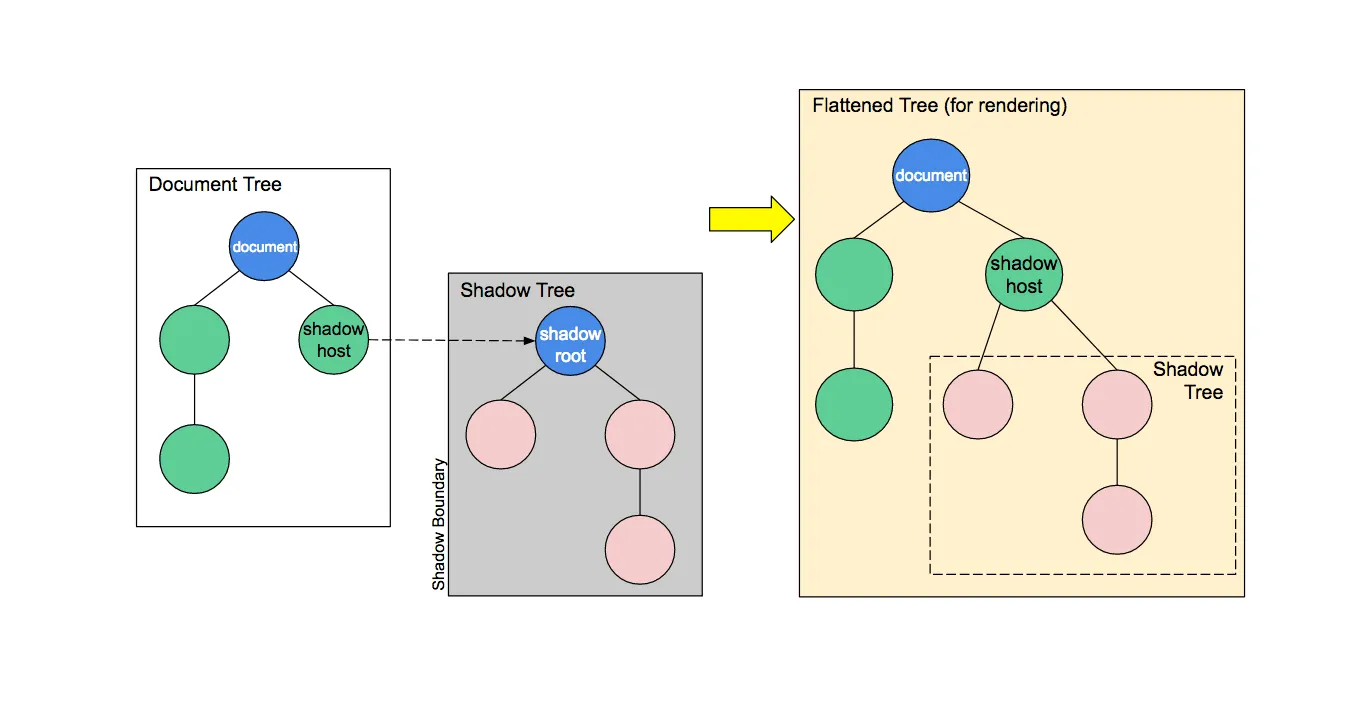 Document Tree
document
shadow
host
Shadow Tree
shadow
root
Shadow Boundary
Flattened Tree (for rendering)
document
shadow
host
Shadow
Tree